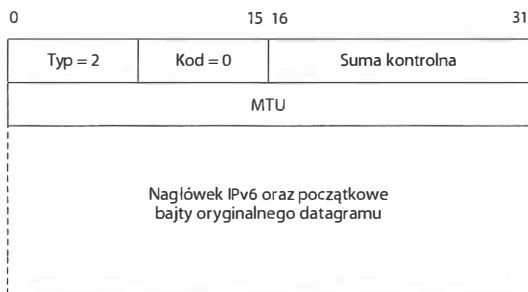 0 15 16 31
Typ = 2 Kod = 0 Suma kontrolna
MTU
Nagłówek IPv6 oraz początkowe
bajty oryginalnego datagramu